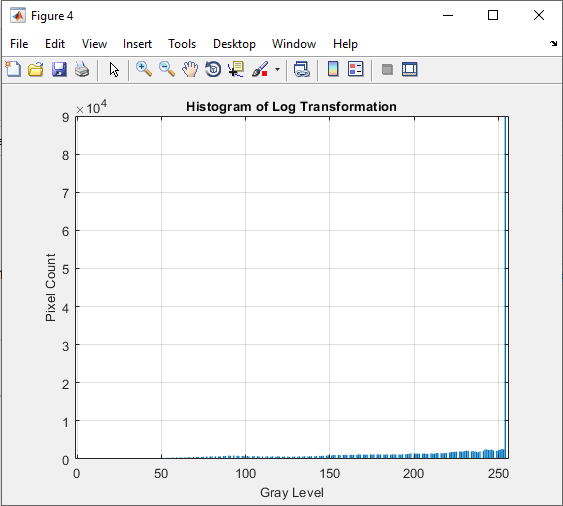 Figure 4
File Edit View Insert Tools Desktop Window Help
×10^4
Histogram of Log Transformation
9
8
7
6
5
4
3
2
1
0
Pixel Count
0 50 100 150 200 250
Gray Level